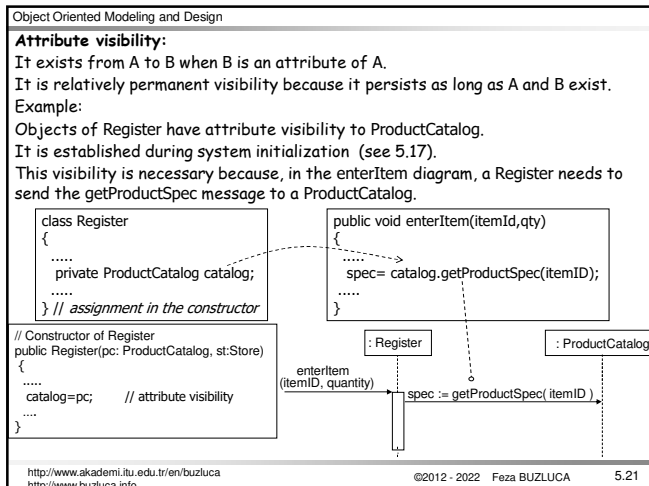 Object Oriented Modeling and Design
Attribute visibility:
It exists from A to B when B is an attribute of A.
It is relatively permanent visibility because it persists as long as A and B exist.
Example:
Objects of Register have attribute visibility to ProductCatalog.
It is established during system initialization (see 5.17).
This visibility is necessary because, in the enterItem diagram, a Register needs to
send the getProductSpec message to a ProductCatalog.
class Register
{
.....
private ProductCatalog catalog;
.....
} // assignment in the constructor
public void enterItem(itemId,qty)
{
.....
spec= catalog.getProductSpec(itemID);
.....
}
// Constructor of Register
public Register(pc: ProductCatalog, st:Store)
{
.....
catalog=pc; // attribute visibility
....
}
: Register
: ProductCatalog
enterItem
(itemID, quantity)
spec := getProductSpec( itemID )
http://www.akademi.itu.edu.tr/en/buzluca
http://www.buzluca.info
©2012 - 2022 Feza BUZLUCA
5.21